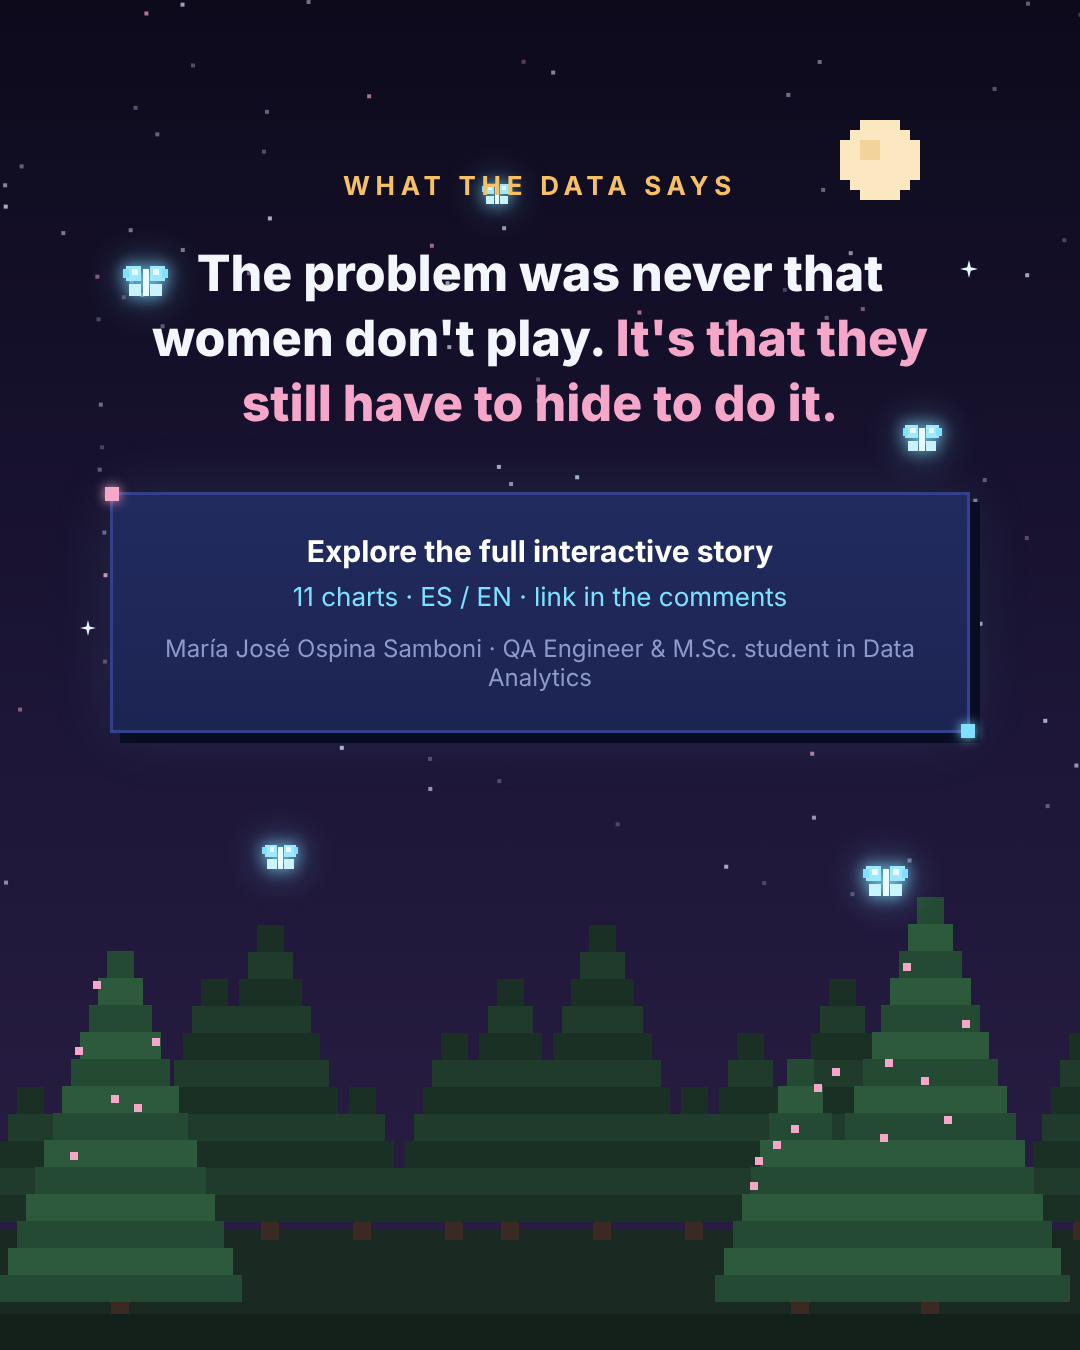 WHAT THE DATA SAYS
The problem was never that
women don't play. It's that they
still have to hide to do it.
Explore the full interactive story
11 charts · ES / EN · link in the comments
María José Ospina Samboni · QA Engineer & M.Sc. student in Data
Analytics